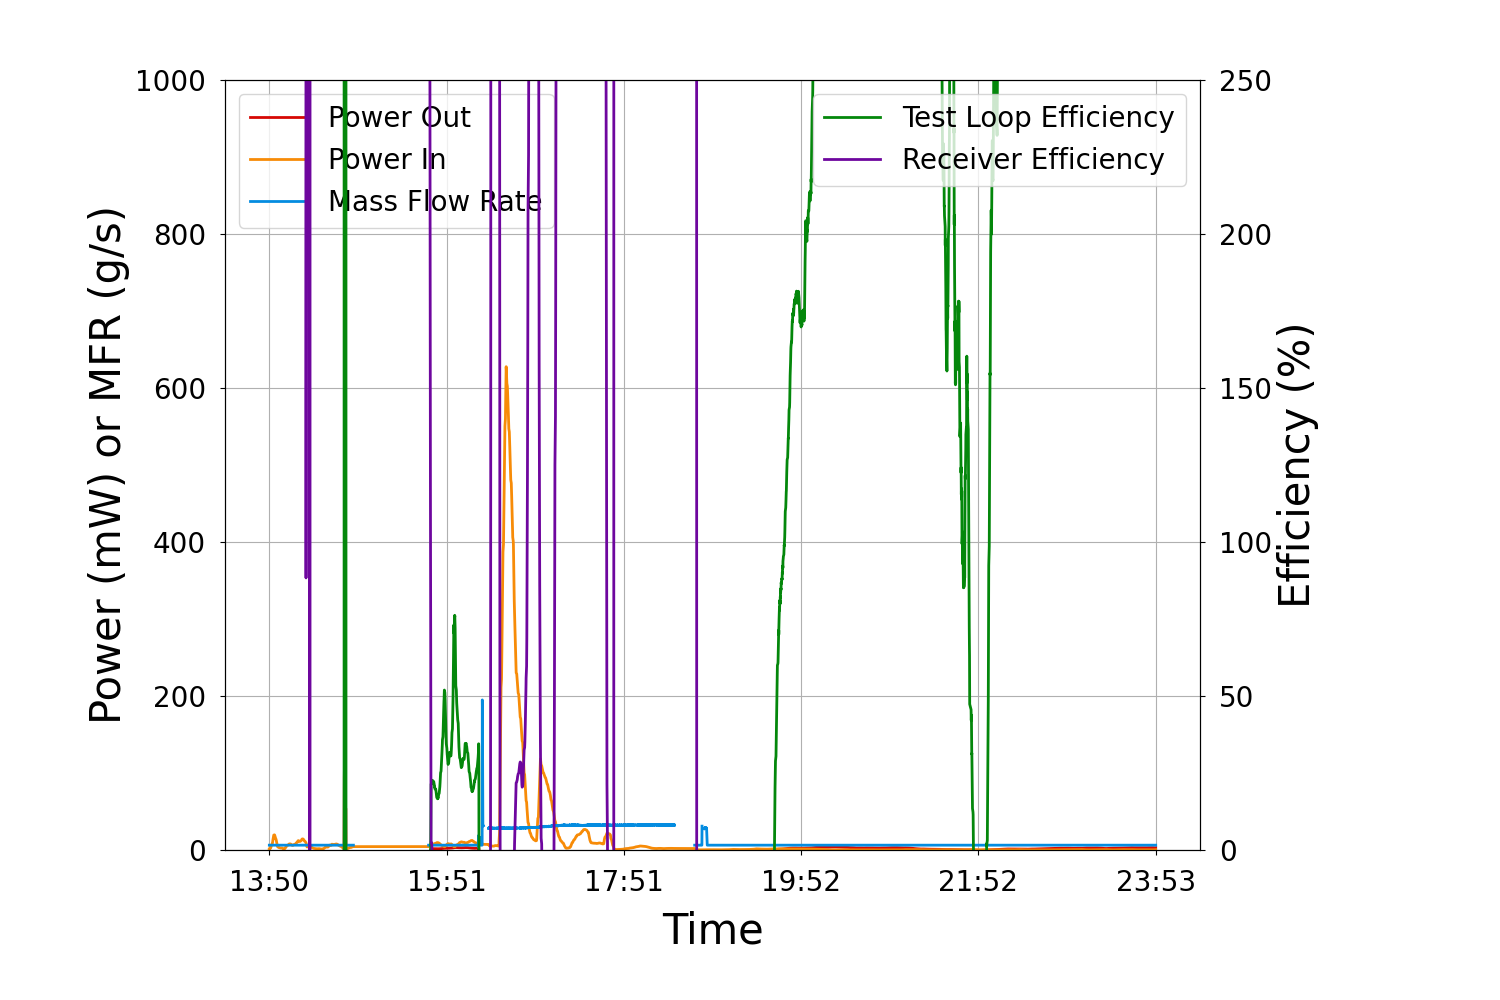 1000
800
600
400
200
0
Power (mW) or MFR (g/s)
Power Out
Power In
Mass Flow Rate
Test Loop Efficiency
Receiver Efficiency
250
200
150
100
50
0
Efficiency (%)
13:50 15:51 17:51 19:52 21:52 23:53
Time